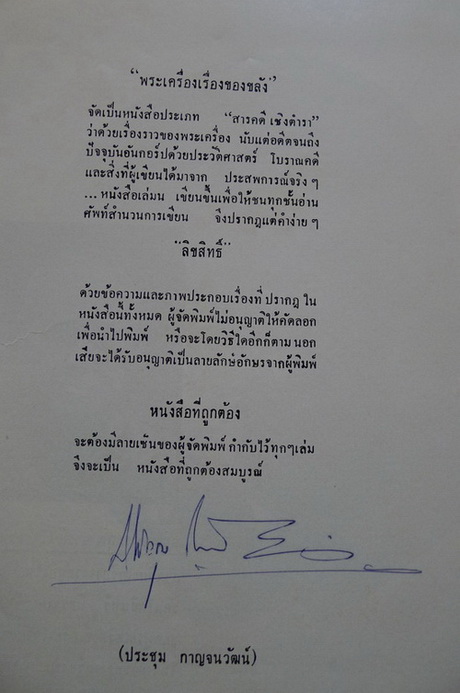 “พระเครื่องเรื่องของขลัง”
จัดเป็นหนังสือประเภท “สารคดี เชิงตำรา”
ว่าด้วยเรื่องราวของพระเครื่อง นับแต่อดีตจนถึง
ปัจจุบันอันกอร์ปด้วยประวัติศาสตร์ โบราณคดี
และสิ่งที่ผู้เขียนได้มาจาก ประสพการณ์จริง ๆ
...หนังสือเล่มน เขียนขึ้นเพื่อให้ชนทุกชั้นอ่าน
ศัพท์สำนวนการเขียน จึงปรากฎแต่คำง่าย ๆ
“ลิขสิทธิ์”
ด้วยข้อความและภาพประกอบเรื่องที่ ปรากฎ ใน
หนังสือนี้ทั้งหมด ผู้จัดพิมพ์ไม่อนุญาติให้คัดลอก
เพื่อนำไปพิมพ์ หรือจะโดยวิธีใดอีกก็ตาม นอก
เสียจะได้รับอนุญาติเป็นลายลักษ์อักษรจากผู้พิมพ์
หนังสือที่ถูกต้อง
จะต้องมีลายเซ็นของผู้จัดพิมพ์ กำกับไว้ทุกๆเล่ม
จึงจะเป็น หนังสือที่ถูกต้องสมบูรณ์
(ประชุม กาญจนวัฒน์)